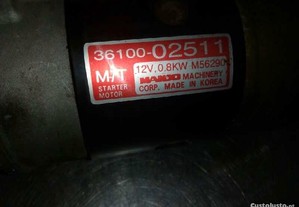 36100-02511
M/T 12V, 0.8KW M56290
STARTER MANDO MACHINERY
MOTOR CORP. MADE IN KOREA
CustoJusto.pt